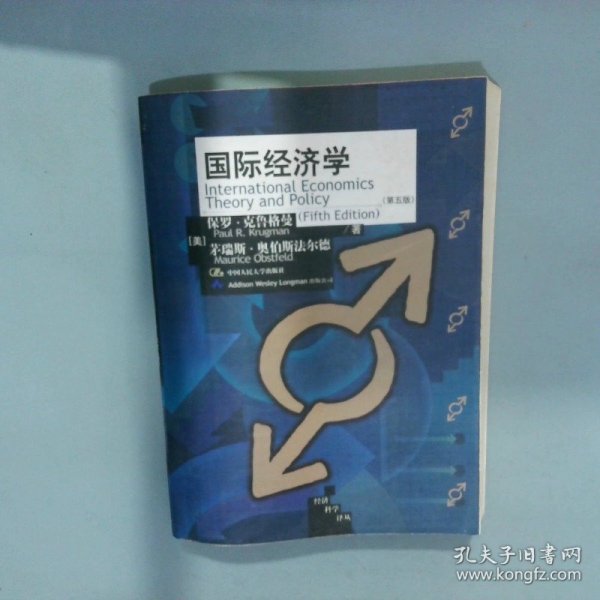 国际经济学
International Economics
Theory and Policy
(第五版)
(Fifth Edition)
保罗·克鲁格曼
Paul R. Krugman
[美]
著
茅瑞斯·奥伯斯法尔德
Maurice Obstfeld
中国人民大学出版社
Addison Wesley Longman 出版公司
经济
科学
译丛
孔夫子旧书网
www.kongfz.com